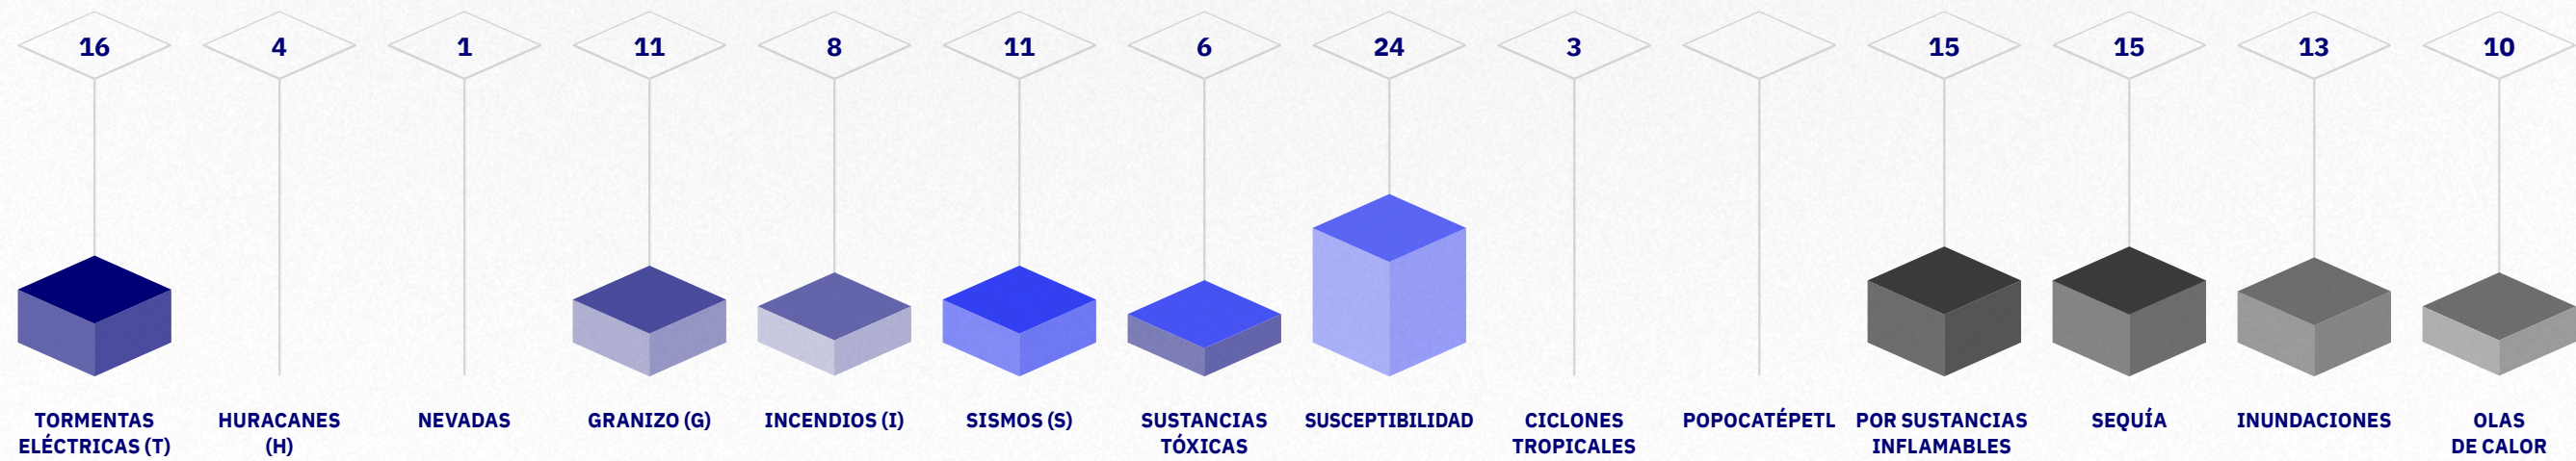 16 4 1 11 8 11 6 24 3 15 15 13 10
TORMENTAS HURACANES NEVADAS GRANIZO (G) INCENDIOS (I) SISMOS (S) SUSTANCIAS SUSCEPTIBILIDAD CICLONES POPOCATÉPETL POR SUSTANCIAS SEQUÍA INUNDACIONES OLAS
ELÉCTRICAS (T) (H) TÓXICAS TROPICALES INFLAMABLES DE CALOR